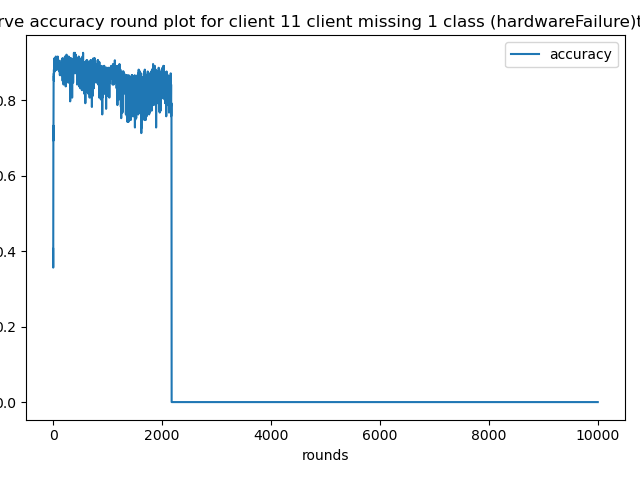 rve accuracy round plot for client 11 client missing 1 class (hardwareFailure)t
accuracy
0.8
0.6
0.4
0.2
0.0
0 2000 4000 6000 8000 10000
rounds